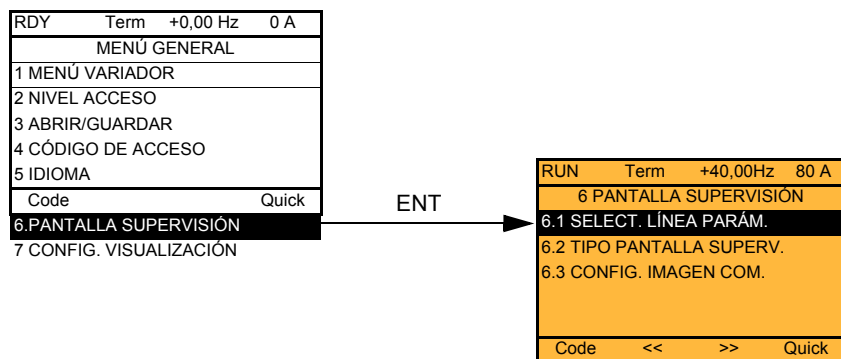 RDY Term +0,00 Hz 0 A
MENÚ GENERAL
1 MENÚ VARIADOR
2 NIVEL ACCESO
3 ABRIR/GUARDAR
4 CÓDIGO DE ACCESO
5 IDIOMA
Code Quick
6.PANTALLA SUPERVISIÓN
7 CONFIG. VISUALIZACIÓN
ENT
RUN Term +40,00Hz 80 A
6 PANTALLA SUPERVISIÓN
6.1 SELECT. LÍNEA PARÁM.
6.2 TIPO PANTALLA SUPERV.
6.3 CONFIG. IMAGEN COM.
Code << >> Quick